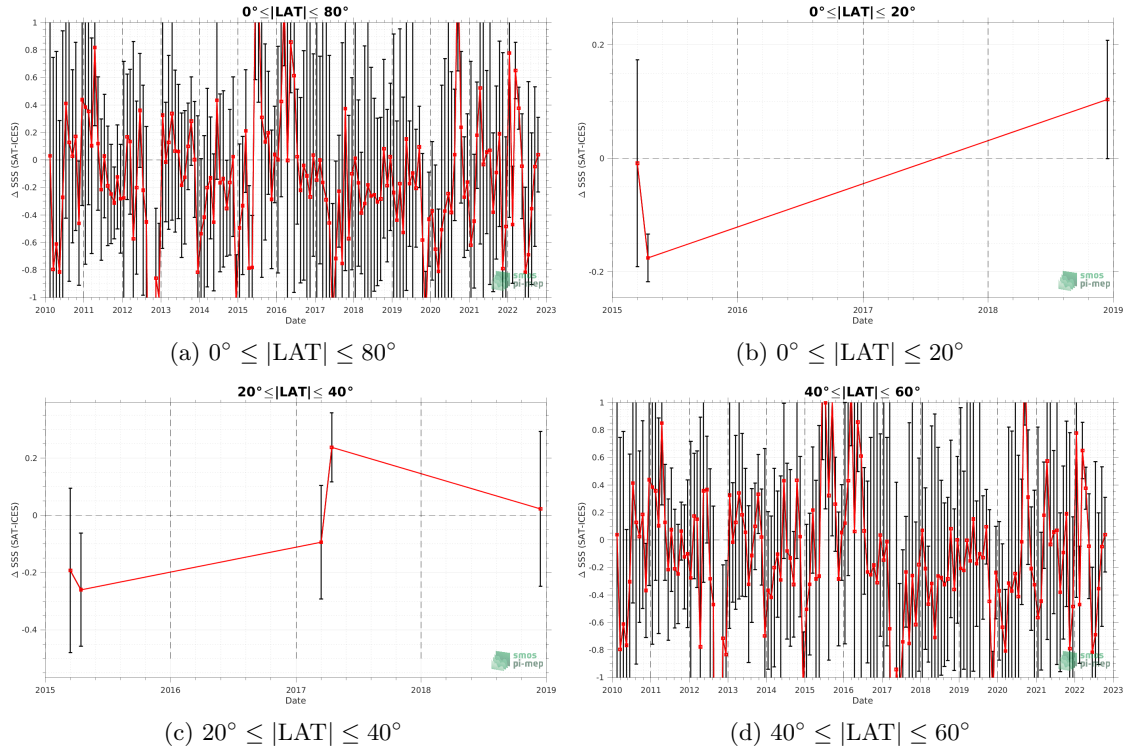 0°≤|LAT|≤ 80°
Δ SSS (SAT-ICES)
1
0.8
0.6
0.4
0.2
0
-0.2
-0.4
-0.6
-0.8
-1
2010 2011 2012 2013 2014 2015 2016 2017 2018 2019 2020 2021 2022 2023
Date
smos
pi-mep
(a) 0° ≤ |LAT| ≤ 80°
0°≤|LAT|≤ 20°
Δ SSS (SAT-ICES)
0.2
0
-0.2
2015 2016 2017 2018 2019
Date
smos
pi-mep
(b) 0° ≤ |LAT| ≤ 20°
20°≤|LAT|≤ 40°
Δ SSS (SAT-ICES)
0.2
0
-0.2
-0.4
2015 2016 2017 2018 2019
Date
smos
pi-mep
(c) 20° ≤ |LAT| ≤ 40°
40°≤|LAT|≤ 60°
Δ SSS (SAT-ICES)
1
0.8
0.6
0.4
0.2
0
-0.2
-0.4
-0.6
-0.8
-1
2010 2011 2012 2013 2014 2015 2016 2017 2018 2019 2020 2021 2022 2023
Date
smos
pi-mep
(d) 40° ≤ |LAT| ≤ 60°